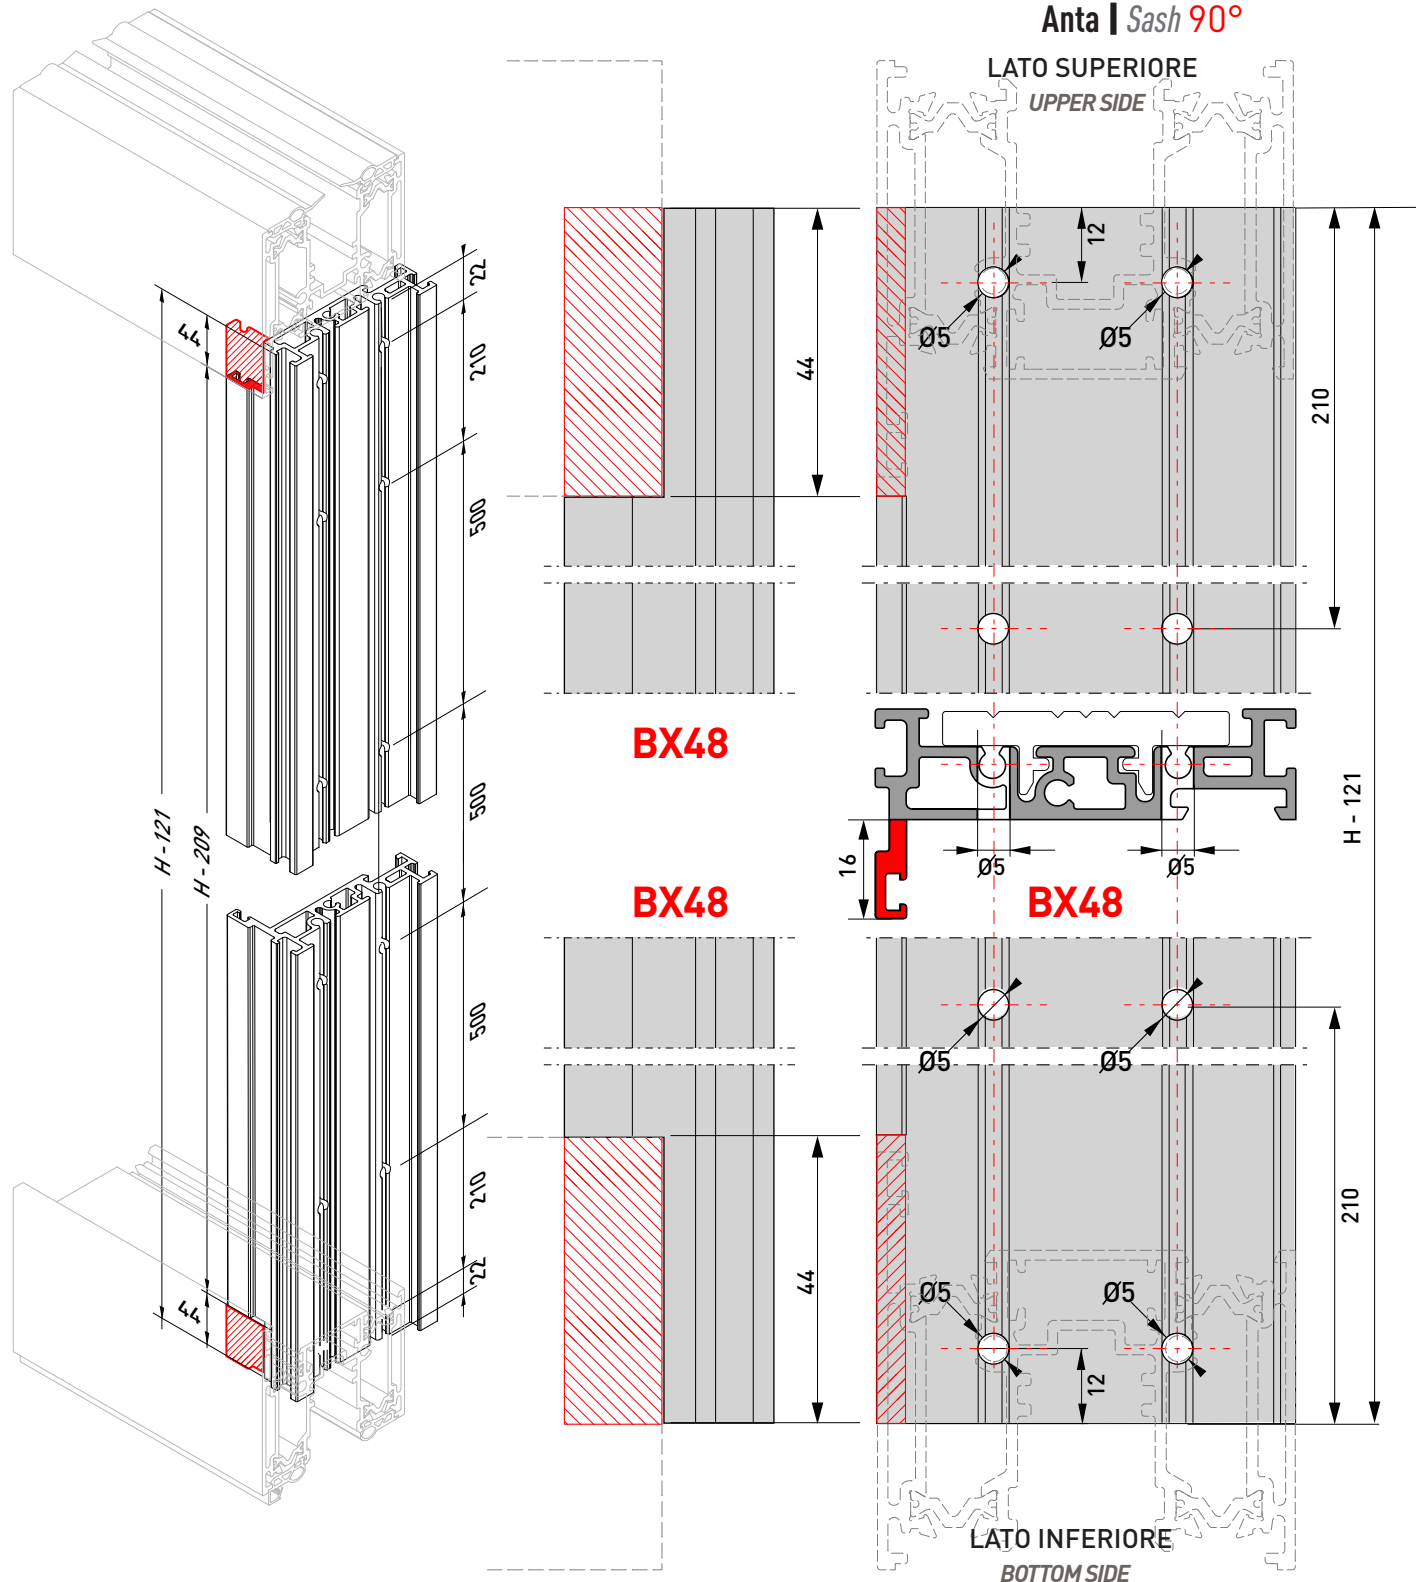 Anta | Sash 90°
LATO SUPERIORE
UPPER SIDE
22
44
210
500
500
H - 121
H - 209
500
210
22
44
44
12
Ø5
Ø5
44
210
BX48
16
Ø5
Ø5
H - 121
BX48
BX48
Ø5
Ø5
210
44
Ø5
Ø5
12
LATO INFERIORE
BOTTOM SIDE